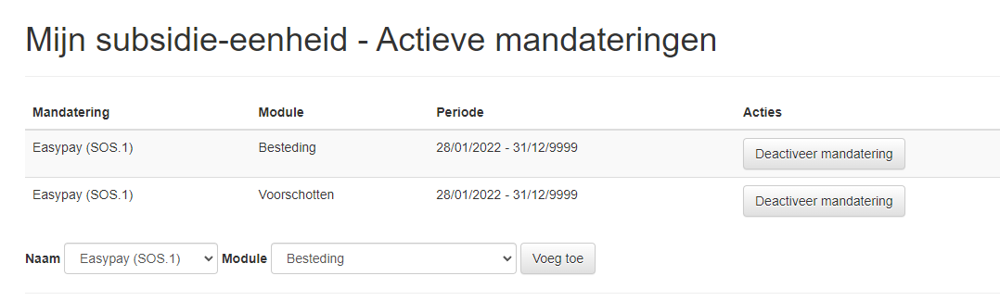 Mijn subsidie-eenheid - Actieve mandateringen
Mandatering Module Periode Acties
Easypay (SOS.1) Besteding 28/01/2022 - 31/12/9999 Deactiveer mandatering
Easypay (SOS.1) Voorschotten 28/01/2022 - 31/12/9999 Deactiveer mandatering
Naam Easypay (SOS.1) Module Besteding Voeg toe